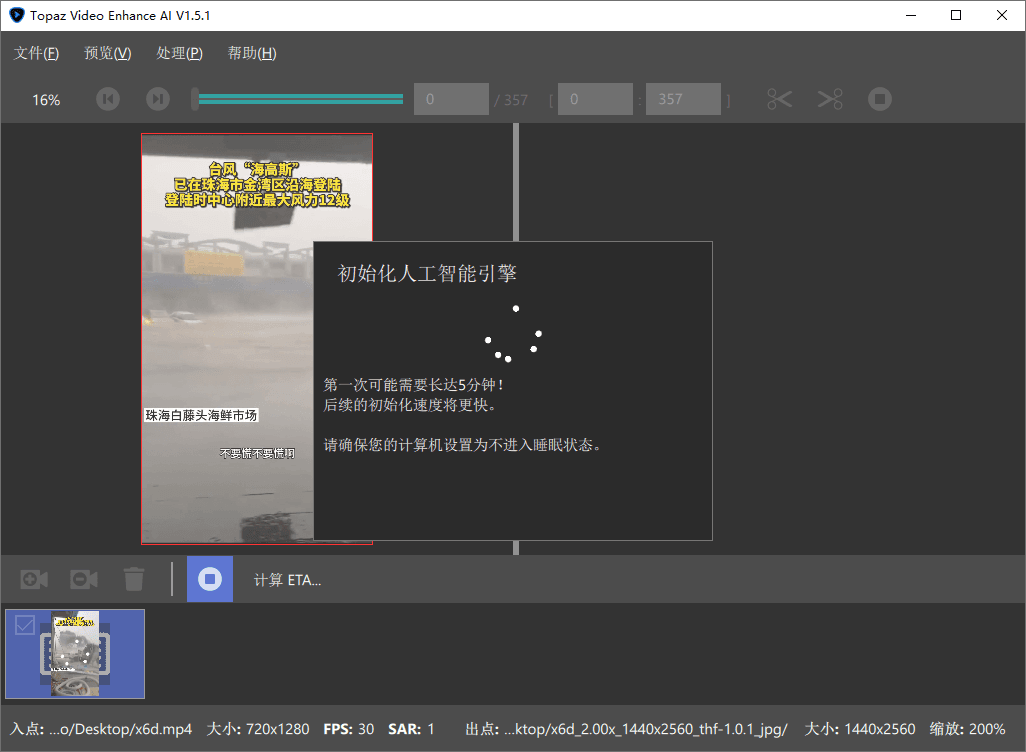 Topaz Video Enhance AI V1.5.1
文件(F) 预览(V) 处理(P) 帮助(H)
16% 0 / 357 [ 0 : 357 ]
台风“海高斯”
已在珠海市金湾区沿海登陆
登陆时中心附近最大风力12级
初始化人工智能引擎
第一次可能需要长达5分钟!
后续的初始化速度将更快。
请确保您的计算机设置为不进入睡眠状态。
珠海白藤头海鲜市场
不要慌不要慌啊
计算 ETA...
入点: ...o/Desktop/x6d.mp4 大小: 720x1280 FPS: 30 SAR: 1 出点: ...ktop/x6d_2.00x_1440x2560_thf-1.0.1_jpg/ 大小: 1440x2560 缩放: 200%